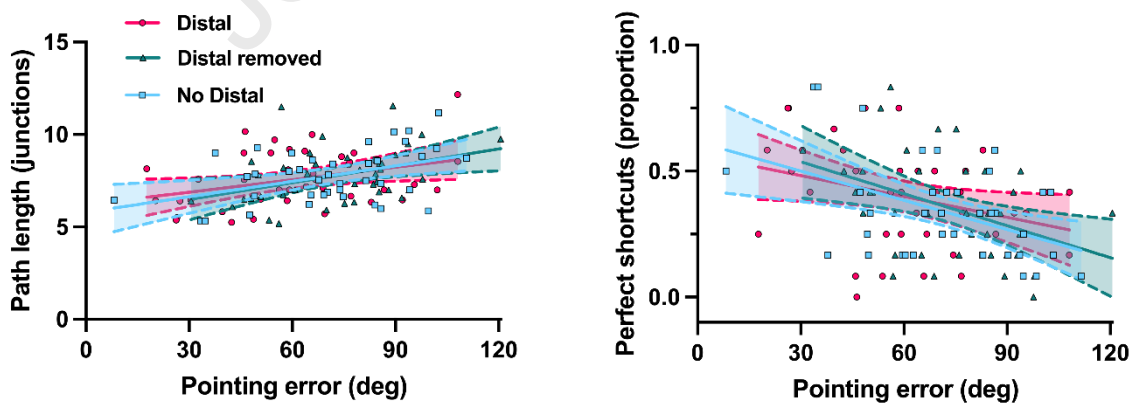 Distal
Distal removed
No Distal
Path length (junctions)
15
10
5
0
0 30 60 90 120
Pointing error (deg)
Perfect shortcuts (proportion)
1.0
0.5
0.0
0 30 60 90 120
Pointing error (deg)